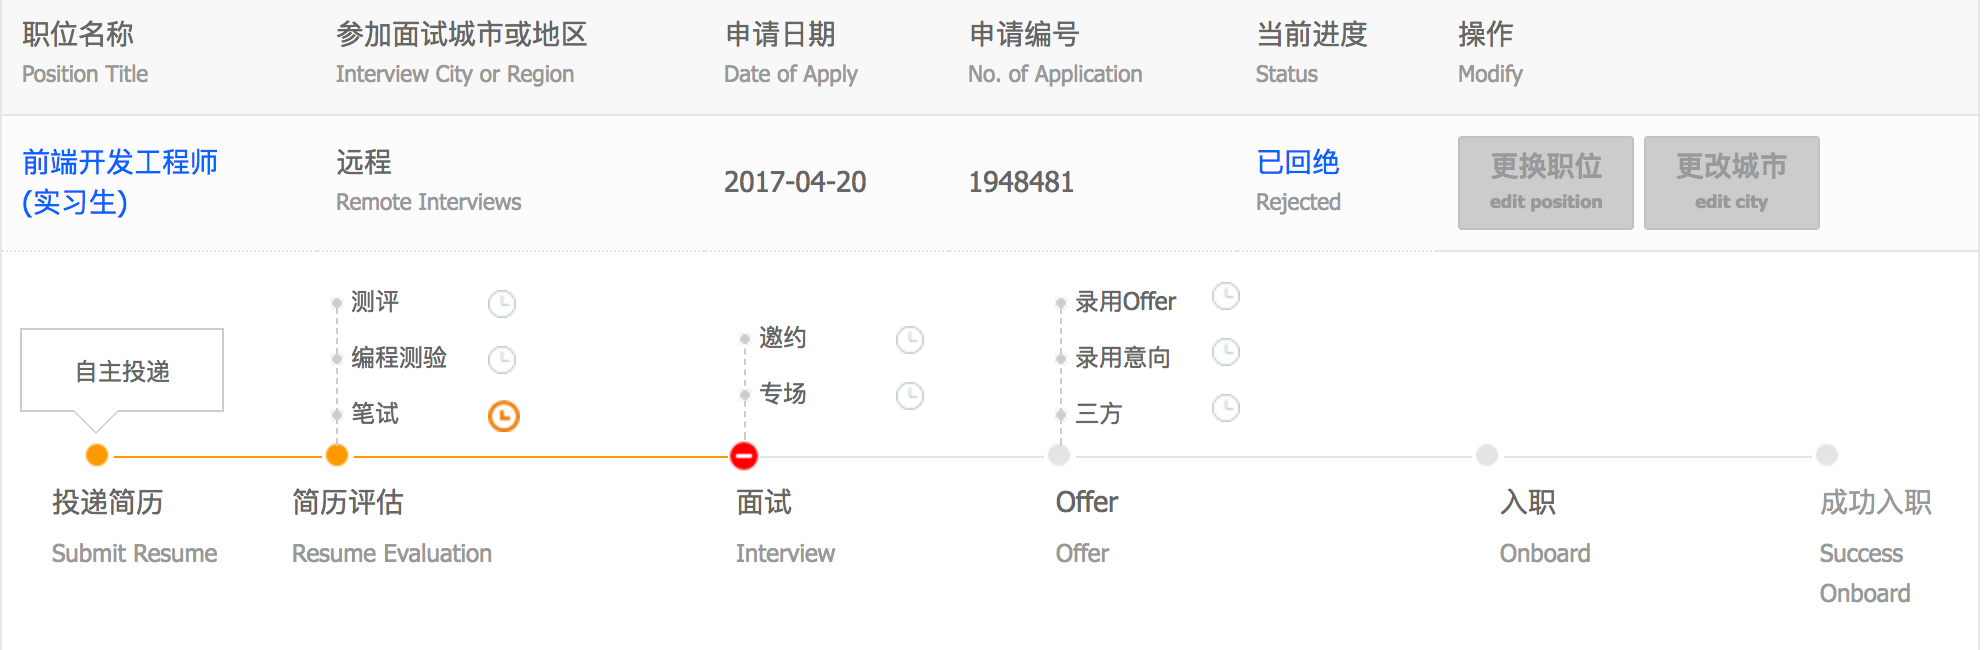 职位名称
Position Title
参加面试城市或地区
Interview City or Region
申请日期
Date of Apply
申请编号
No. of Application
当前进度
Status
操作
Modify
前端开发工程师
(实习生)
远程
Remote Interviews
2017-04-20
1948481
已回绝
Rejected
更换职位
edit position
更改城市
edit city
自主投递
测评
编程测验
笔试
邀约
专场
录用Offer
录用意向
三方
投递简历
Submit Resume
简历评估
Resume Evaluation
面试
Interview
Offer
Offer
入职
Onboard
成功入职
Success
Onboard